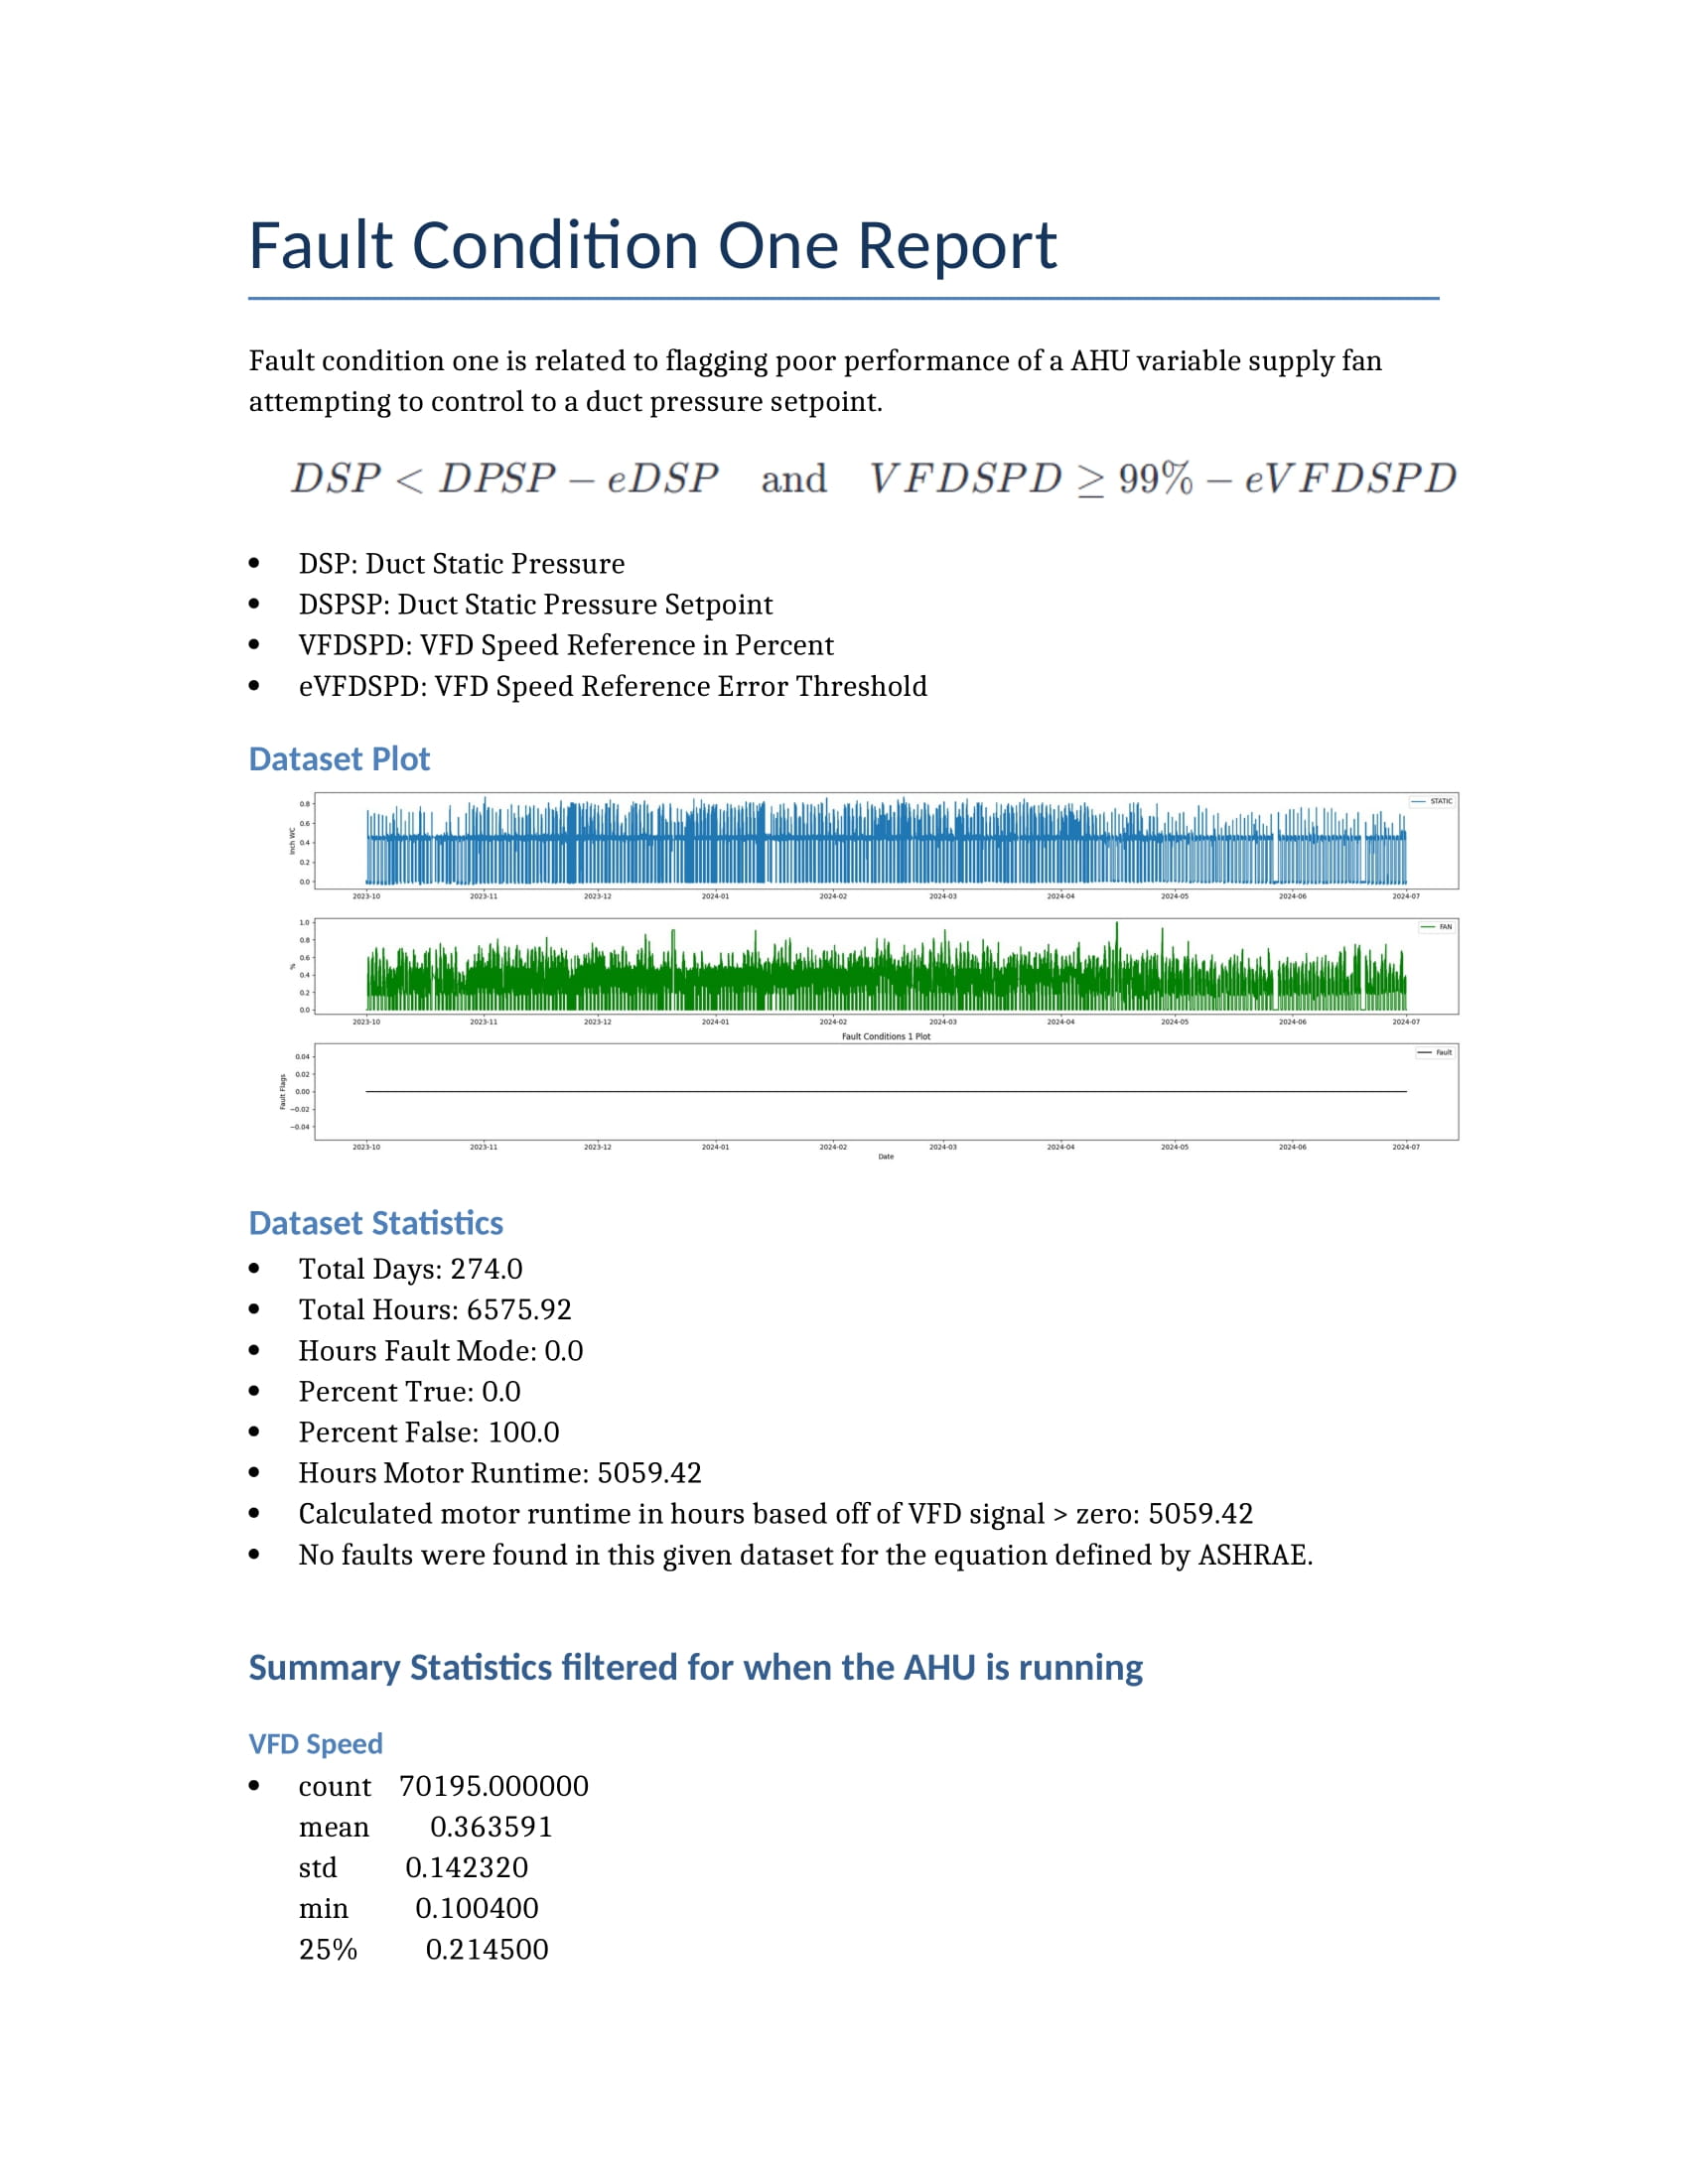 Fault Condition One Report
Fault condition one is related to flagging poor performance of a AHU variable supply fan
attempting to control to a duct pressure setpoint.
DSP < DPSP − eDSP and VFDSPD ≥ 99% − eVFDSPD
• DSP: Duct Static Pressure
• DSPSP: Duct Static Pressure Setpoint
• VFDSPD: VFD Speed Reference in Percent
• eVFDSPD: VFD Speed Reference Error Threshold
Dataset Plot
0.8
0.6
0.4
0.2
0.0
Inch WC
STATIC
2023-10 2023-11 2023-12 2024-01 2024-02 2024-03 2024-04 2024-05 2024-06 2024-07
1.0
0.8
0.6
0.4
0.2
0.0
%
FAN
2023-10 2023-11 2023-12 2024-01 2024-02 2024-03 2024-04 2024-05 2024-06 2024-07
Fault Conditions 1 Plot
0.04
0.02
0.00
−0.02
−0.04
Fault Flags
Fault
2023-10 2023-11 2023-12 2024-01 2024-02 2024-03 2024-04 2024-05 2024-06 2024-07
Date
Dataset Statistics
• Total Days: 274.0
• Total Hours: 6575.92
• Hours Fault Mode: 0.0
• Percent True: 0.0
• Percent False: 100.0
• Hours Motor Runtime: 5059.42
• Calculated motor runtime in hours based off of VFD signal > zero: 5059.42
• No faults were found in this given dataset for the equation defined by ASHRAE.
Summary Statistics filtered for when the AHU is running
VFD Speed
• count 70195.000000
mean 0.363591
std 0.142320
min 0.100400
25% 0.214500